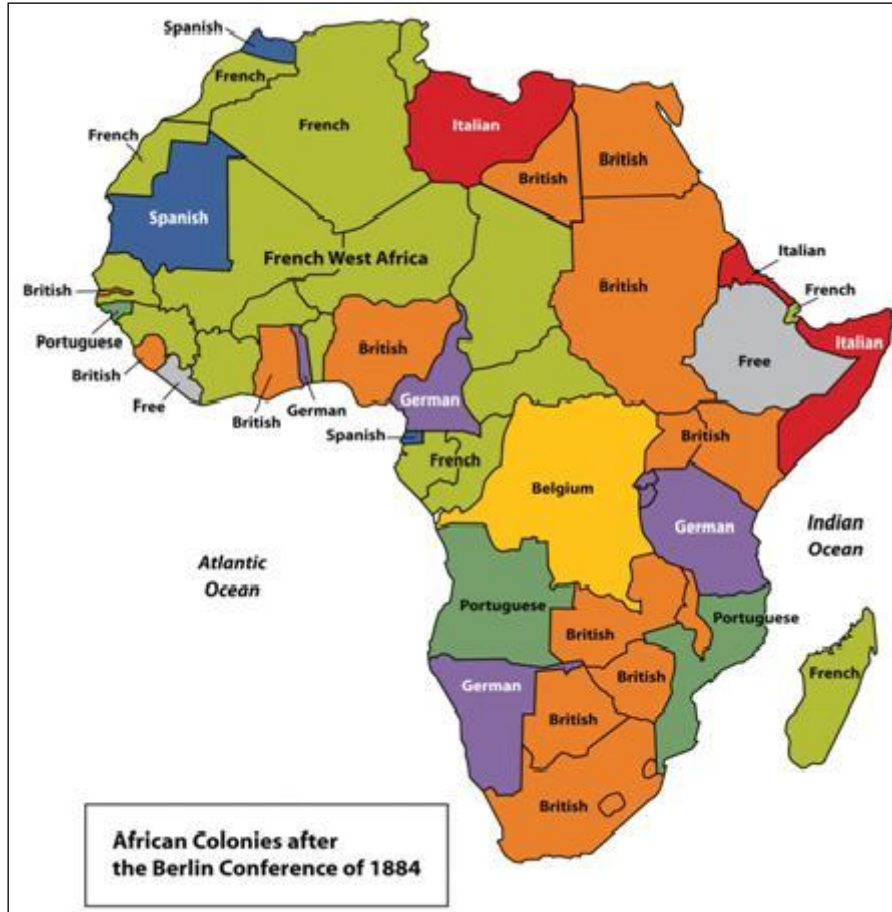 Spanish
French
French
French
Italian
British
British
Spanish
French West Africa
British
Italian
French
British
Portuguese
British
Free
British
German
British
German
Spanish
French
Free
Italian
British
Belgium
German
Indian
Ocean
Atlantic
Ocean
Portuguese
British
Portuguese
German
British
British
French
British
African Colonies after
the Berlin Conference of 1884